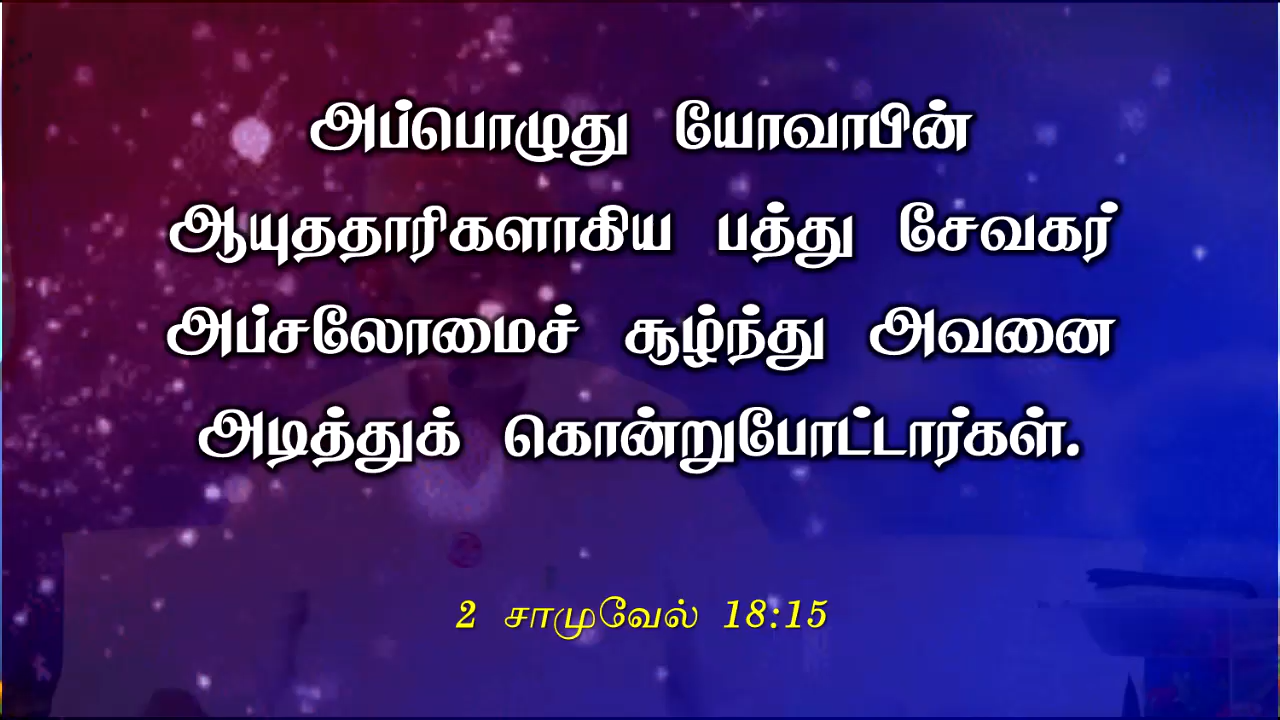 அப்பொழுது யோவாபின்
ஆயுததாரிகளாகிய பத்து சேவகர்
அப்சலோமைச் சூழ்ந்து அவனை
அடித்துக் கொன்றுபோட்டார்கள்.
2 சாமுவேல் 18:15